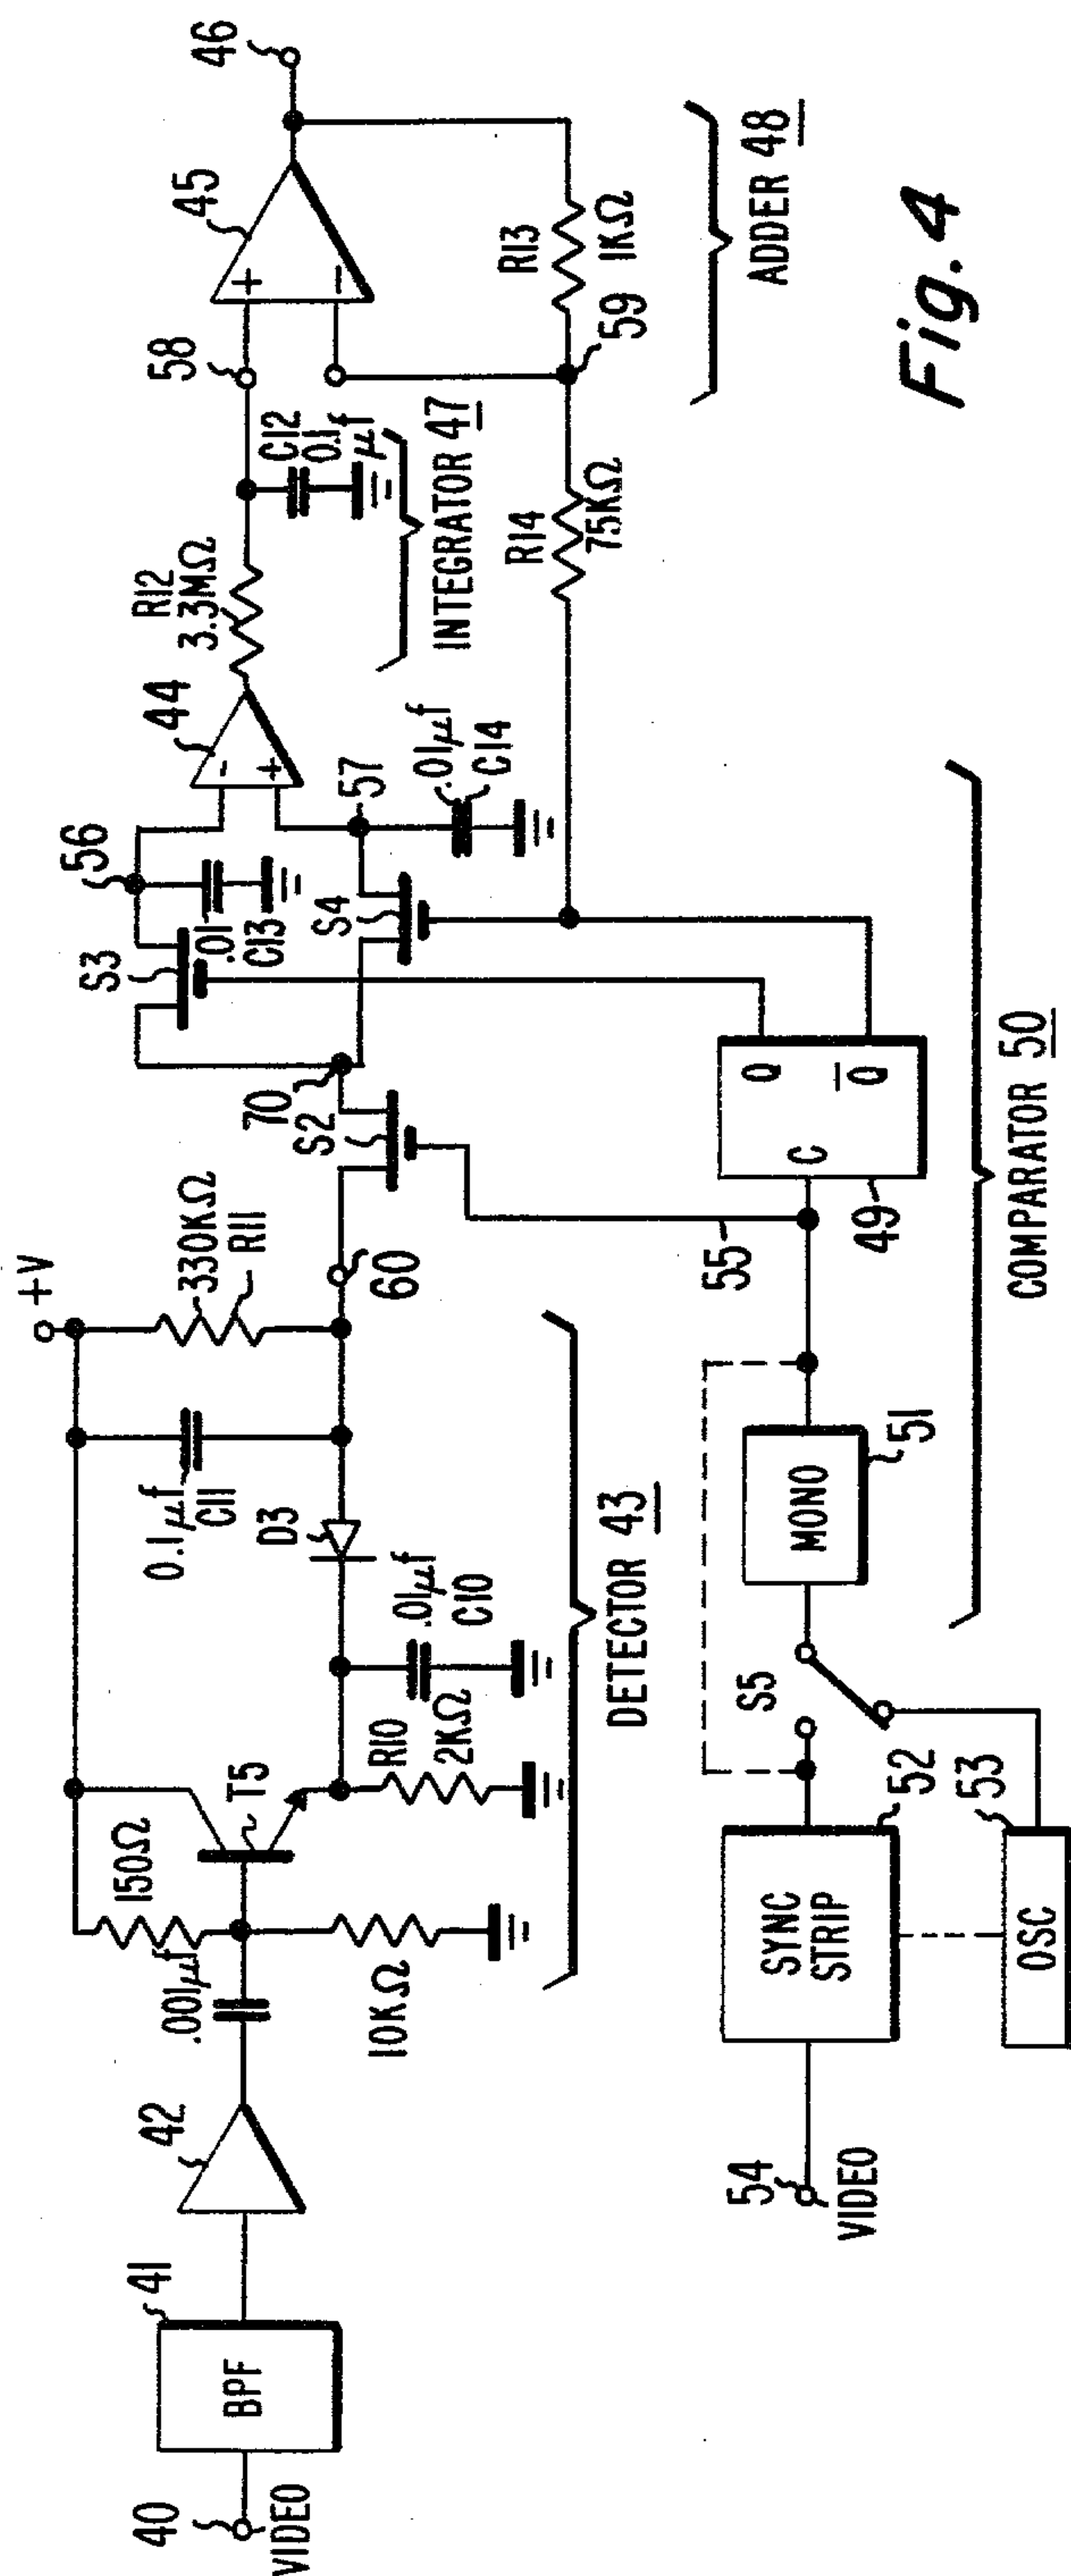 40
VIDEO
BPF
41
42
.001μf
150Ω
10KΩ
T5
R10
2KΩ
.01μf
C10
D3
0.1μf
C11
+V
330KΩ
R11
60
DETECTOR 43
S2
70
S3
56
.01
C13
S4
57
.01μf
C14
-
+
44
R12
3.3MΩ
C12
0.1
μf
INTEGRATOR 47
58
+
-
45
46
R13
1KΩ
59
R14
75KΩ
ADDER 48
54
VIDEO
SYNC
STRIP
52
53
OSC
S5
MONO
51
55
49
C
Q
Q̅
COMPARATOR 50
Fig. 4